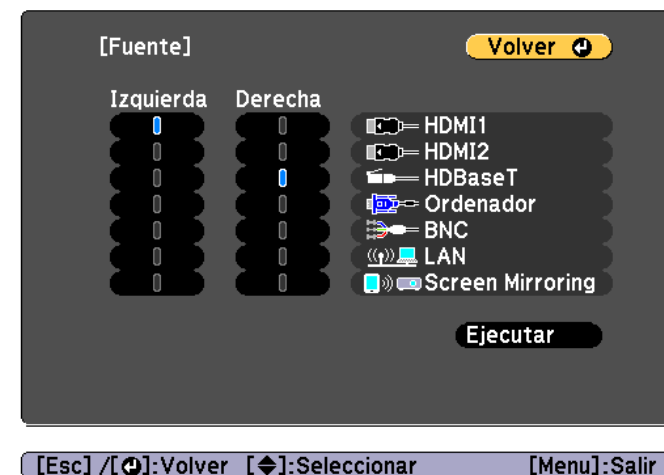 [Fuente]
Volver
Izquierda Derecha
HDMI1
HDMI2
HDBaseT
Ordenador
BNC
LAN
Screen Mirroring
Ejecutar
[Esc] /[⏎]:Volver [◆]:Seleccionar [Menu]:Salir